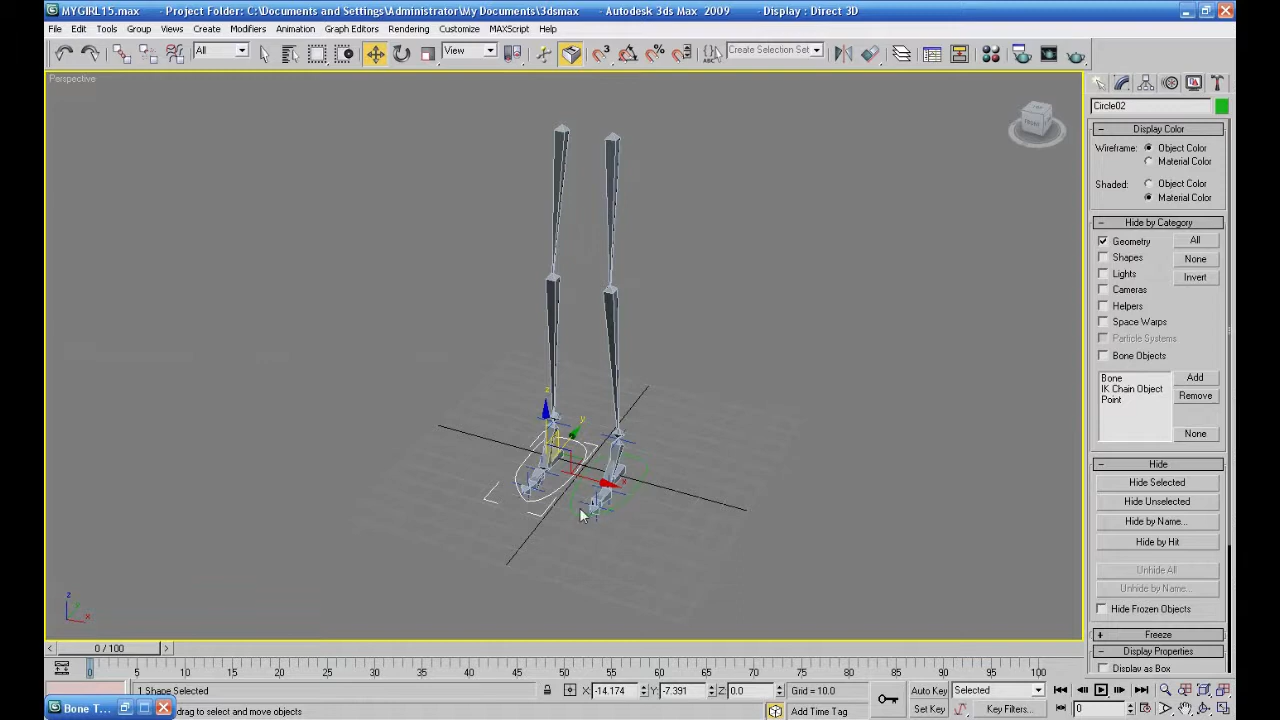 MYGIRL15.max - Project Folder: C:\Documents and Settings\Administrator\My Documents\3dsmax - Autodesk 3ds Max 2009 - Display : Direct 3D
File Edit Tools Group Views Create Modifiers Animation Graph Editors Rendering Customize MAXScript Help
All View Create Selection Set
Perspective
Circle02
Display Color
Wireframe: Object Color
Material Color
Shaded: Object Color
Material Color
Hide by Category
Geometry All
Shapes None
Lights Invert
Cameras
Helpers
Space Warps
Particle Systems
Bone Objects
Bone Add
IK Chain Object Remove
Point
None
Hide
Hide Selected
Hide Unselected
Hide by Name...
Hide by Hit
Unhide All
Unhide by Name...
Hide Frozen Objects
Freeze
Display Properties
Display as Box
z
y
x
z
y
x
0 / 100
0 5 10 15 20 25 30 35 40 45 50 55 60 65 70 75 80 85 90 95 100
1 Shape Selected X: -14.174 Y: -7.391 Z: 0.0 Grid = 10.0 Auto Key Selected
Bone T... drag to select and move objects Add Time Tag Set Key Key Filters... 0